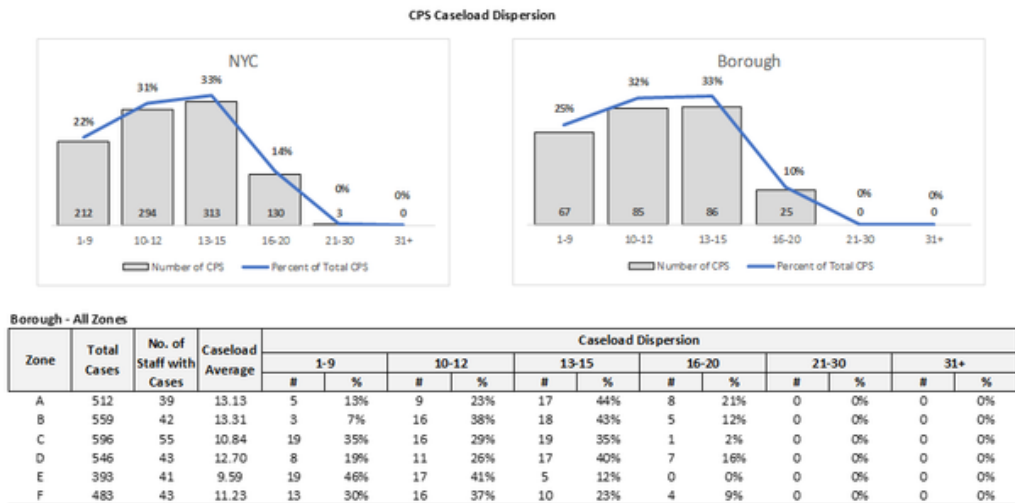 CPS Caseload Dispersion
NYC
22%
31%
33%
14%
0%
0%
212
294
313
130
3
0
1-9
10-12
13-15
16-20
21-30
31+
Number of CPS
Percent of Total CPS
Borough
25%
32%
33%
10%
0%
0%
67
85
86
25
0
0
1-9
10-12
13-15
16-20
21-30
31+
Number of CPS
Percent of Total CPS
Borough - All Zones
Zone Total Cases No. of Staff with Cases Caseload Average Caseload Dispersion
1-9 10-12 13-15 16-20 21-30 31+
# % # % # % # % # % # %
A 512 39 13.13 5 13% 9 23% 17 44% 8 21% 0 0% 0 0%
B 559 42 13.31 3 7% 16 38% 18 43% 5 12% 0 0% 0 0%
C 596 55 10.84 19 35% 16 29% 19 35% 1 2% 0 0% 0 0%
D 546 43 12.70 8 19% 11 26% 17 40% 7 16% 0 0% 0 0%
E 393 41 9.59 19 46% 17 41% 5 12% 0 0% 0 0% 0 0%
F 483 43 11.23 13 30% 16 37% 10 23% 4 9% 0 0% 0 0%